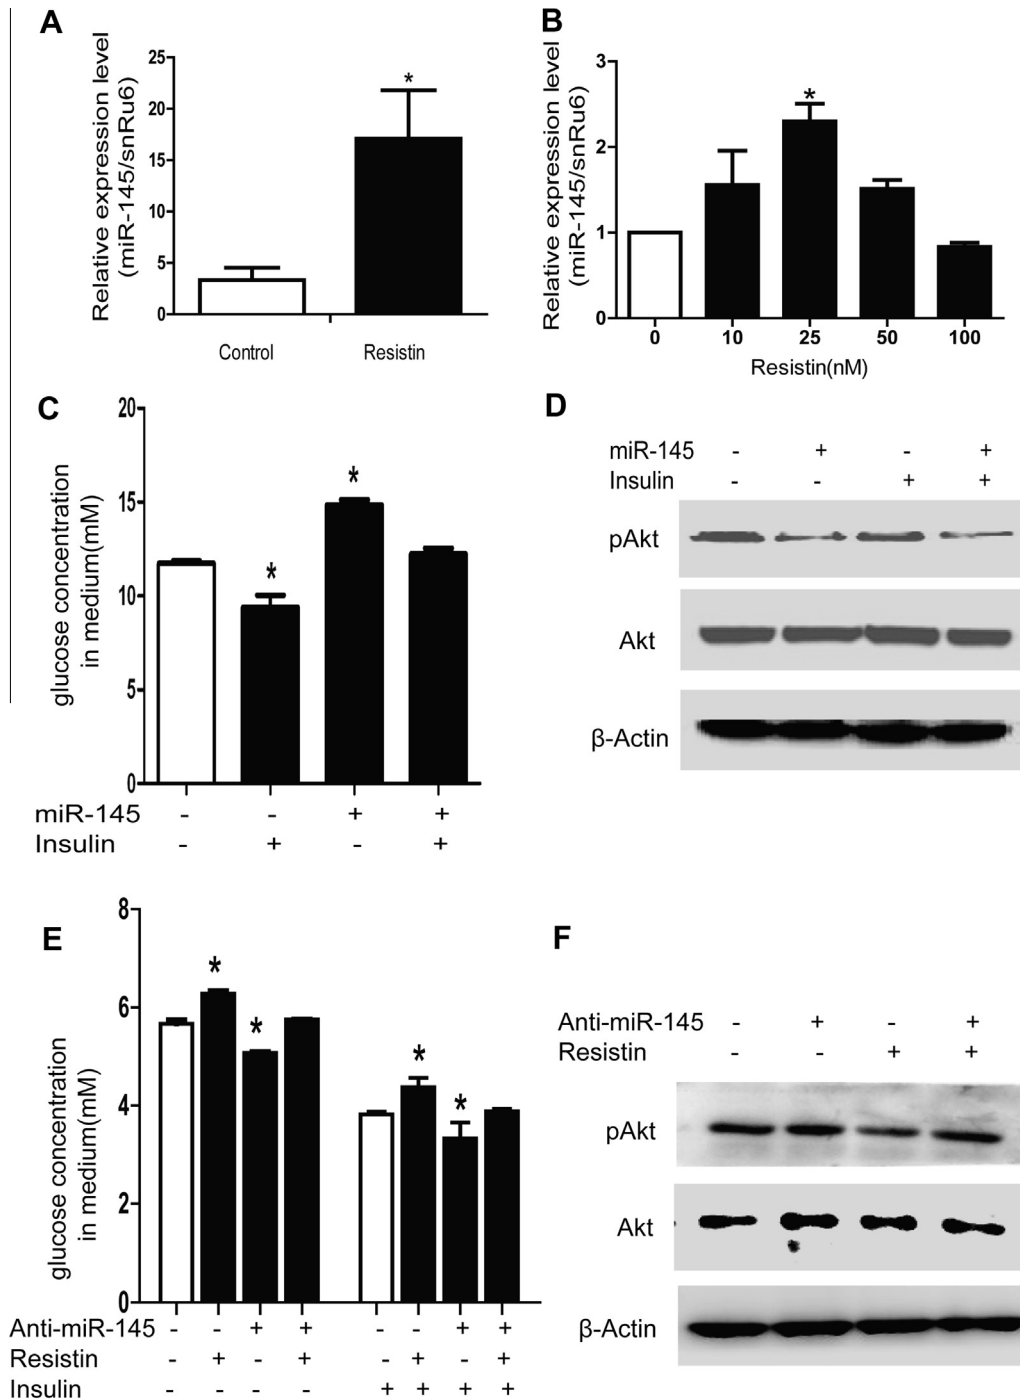 A
Relative expression level
(miR-145/snRu6)
25
20
15
10
5
0
*
Control
Resistin
B
Relative expression level
(miR-145/snRu6)
3
2
1
0
*
0 10 25 50 100
Resistin(nM)
C
glucose concentration
in medium(mM)
20
15
10
5
0
* *
miR-145 - - + +
Insulin - + - +
D
miR-145 - + - +
Insulin - - + +
pAkt
Akt
β-Actin
E
glucose concentration
in medium(mM)
8
6
4
2
0
* * * *
Anti-miR-145 - - + + - - + +
Resistin - + - + - + - +
Insulin + + + +
F
Anti-miR-145 - + - +
Resistin - - + +
pAkt
Akt
β-Actin